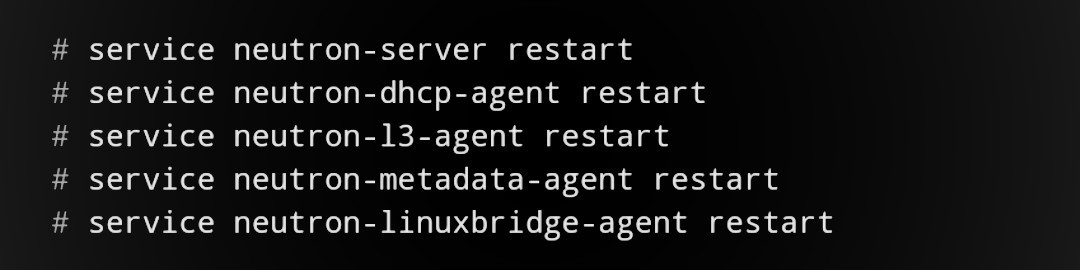 # service neutron-server restart
# service neutron-dhcp-agent restart
# service neutron-l3-agent restart
# service neutron-metadata-agent restart
# service neutron-linuxbridge-agent restart